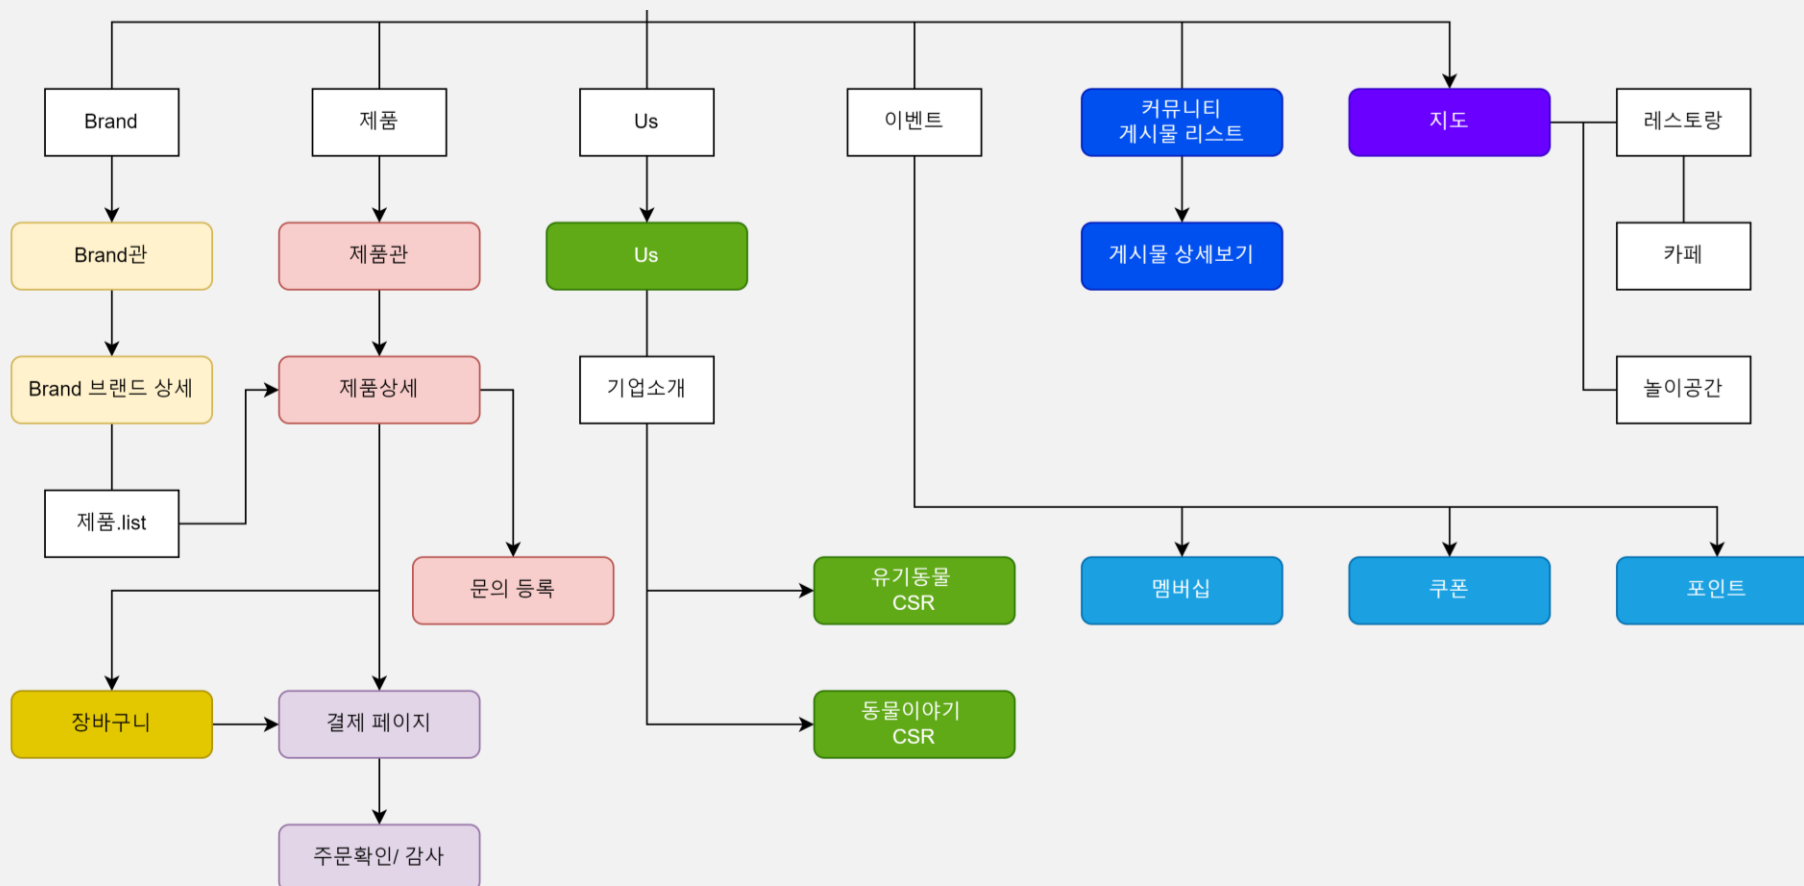 Brand
제품
Us
이벤트
커뮤니티
게시물 리스트
지도
레스토랑
Brand관
제품관
Us
게시물 상세보기
카페
Brand 브랜드 상세
제품상세
기업소개
놀이공간
제품.list
문의 등록
유기동물
CSR
멤버십
쿠폰
포인트
장바구니
결제 페이지
동물이야기
CSR
주문확인/ 감사